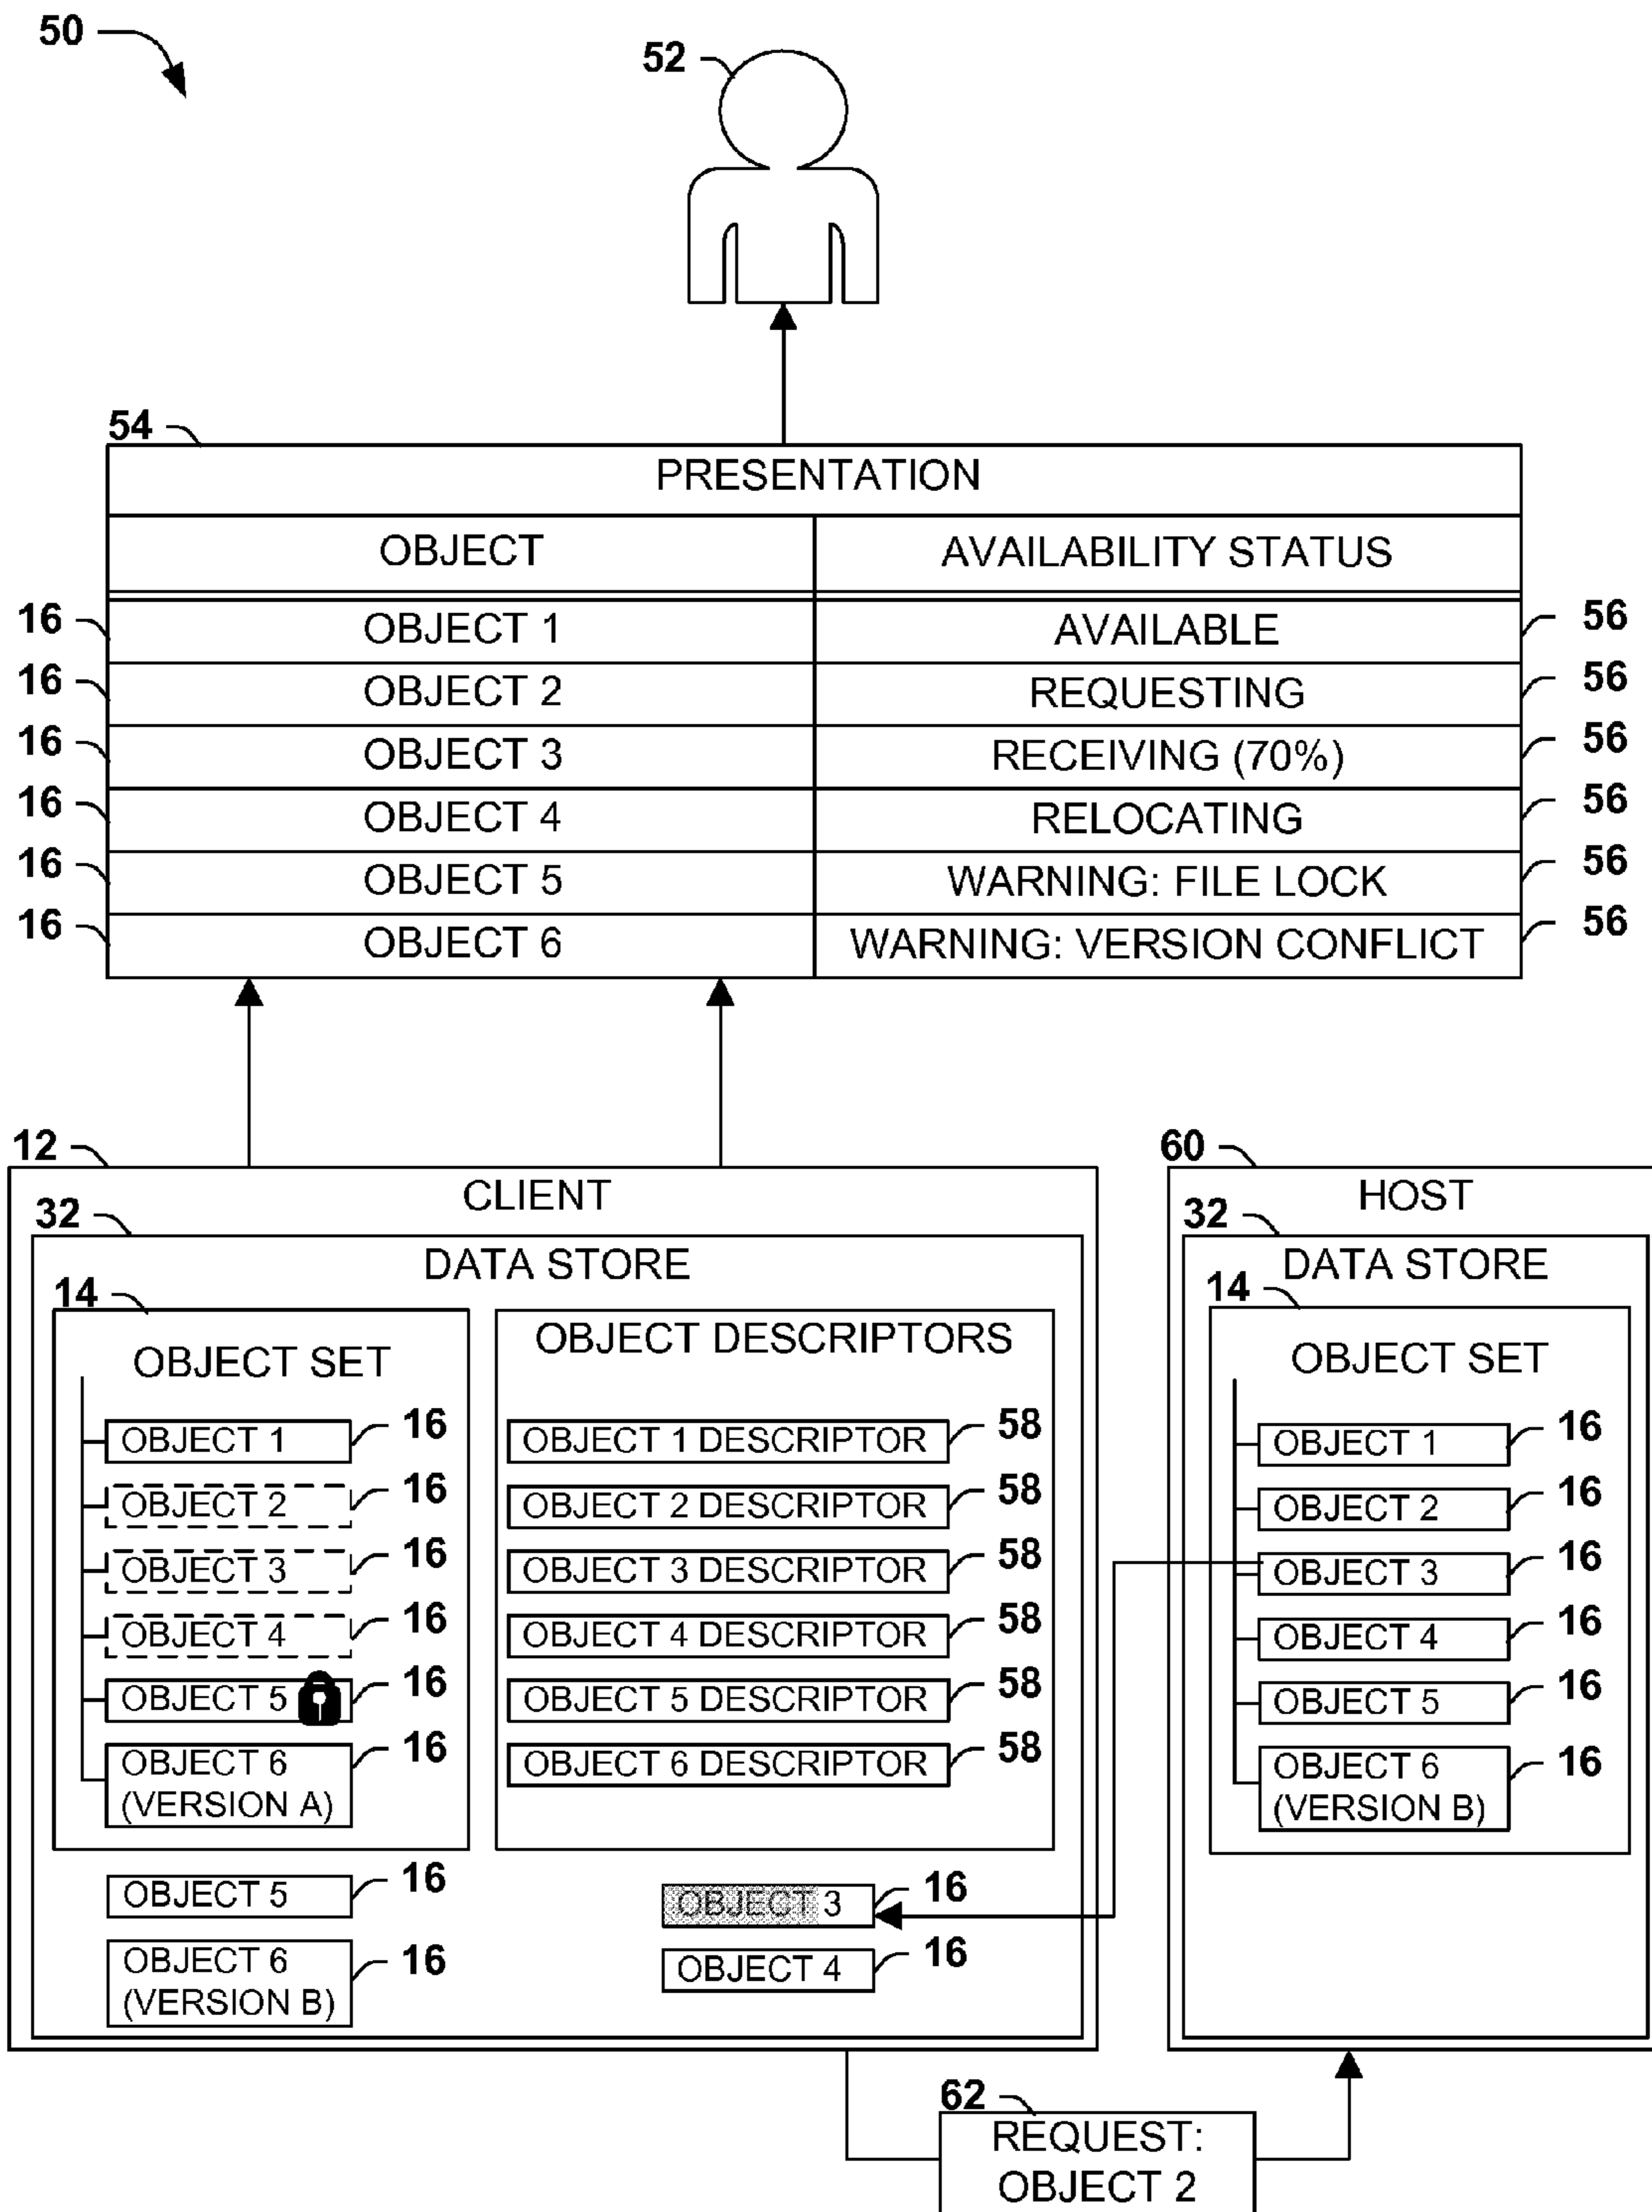 50
52
54
PRESENTATION
OBJECT AVAILABILITY STATUS
16 OBJECT 1 AVAILABLE 56
16 OBJECT 2 REQUESTING 56
16 OBJECT 3 RECEIVING (70%) 56
16 OBJECT 4 RELOCATING 56
16 OBJECT 5 WARNING: FILE LOCK 56
16 OBJECT 6 WARNING: VERSION CONFLICT 56
12
CLIENT
32
DATA STORE
14
OBJECT SET
OBJECT 1 16
OBJECT 2 16
OBJECT 3 16
OBJECT 4 16
OBJECT 5 16
OBJECT 6 16
(VERSION A)
OBJECT DESCRIPTORS
OBJECT 1 DESCRIPTOR 58
OBJECT 2 DESCRIPTOR 58
OBJECT 3 DESCRIPTOR 58
OBJECT 4 DESCRIPTOR 58
OBJECT 5 DESCRIPTOR 58
OBJECT 6 DESCRIPTOR 58
OBJECT 5 16
OBJECT 6 16
(VERSION B)
OBJECT 3 16
OBJECT 4 16
60
HOST
32
DATA STORE
14
OBJECT SET
OBJECT 1 16
OBJECT 2 16
OBJECT 3 16
OBJECT 4 16
OBJECT 5 16
OBJECT 6 16
(VERSION B)
62
REQUEST:
OBJECT 2